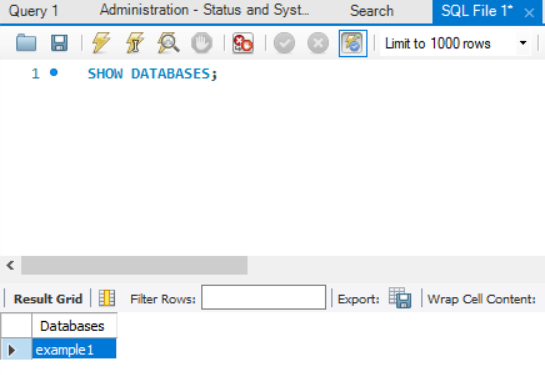 Query 1 Administration - Status and Syst... Search SQL File 1* ×
Limit to 1000 rows
1 SHOW DATABASES;
Result Grid Filter Rows: Export: Wrap Cell Content:
Databases
example1